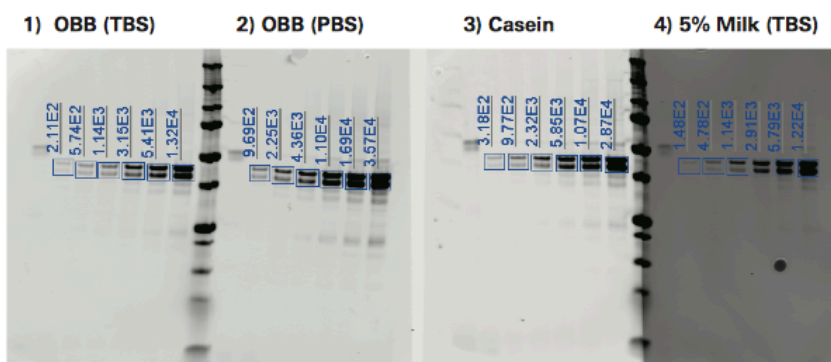 1) OBB (TBS)
2) OBB (PBS)
3) Casein
4) 5% Milk (TBS)
2.11E2
5.74E2
1.14E3
3.15E3
5.41E3
1.32E4
9.69E2
2.25E3
4.36E3
1.10E4
1.69E4
3.57E4
3.18E2
9.77E2
2.32E3
5.85E3
1.07E4
2.87E4
1.48E2
4.78E2
1.14E3
2.91E3
5.79E3
1.22E4